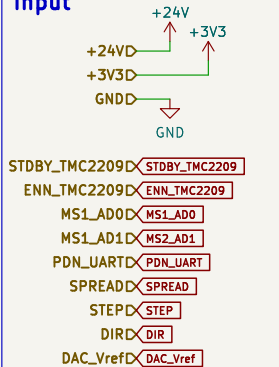 Input
+24V
+3V3
+24V
+3V3
GND
GND
STDBY_TMC2209 STDBY_TMC2209
ENN_TMC2209 ENN_TMC2209
MS1_AD0 MS1_AD0
MS1_AD1 MS2_AD1
PDN_UART PDN_UART
SPREAD SPREAD
STEP STEP
DIR DIR
DAC_Vref DAC_Vref